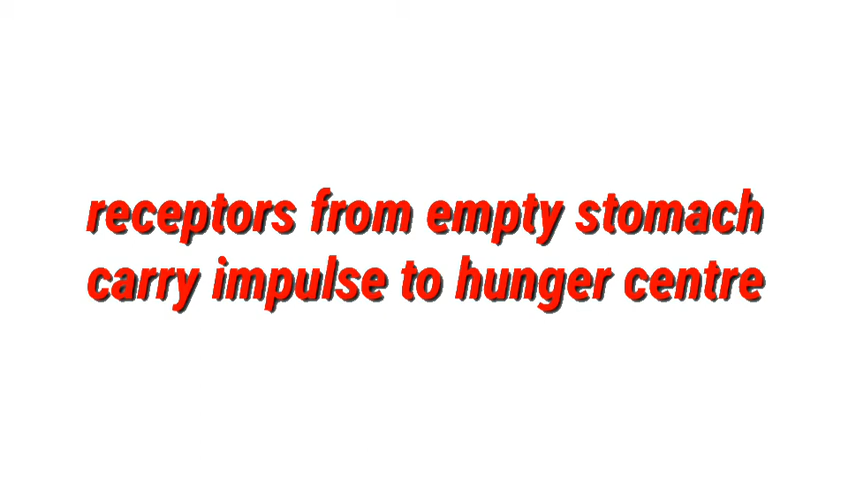 receptors from empty stomach
carry impulse to hunger centre